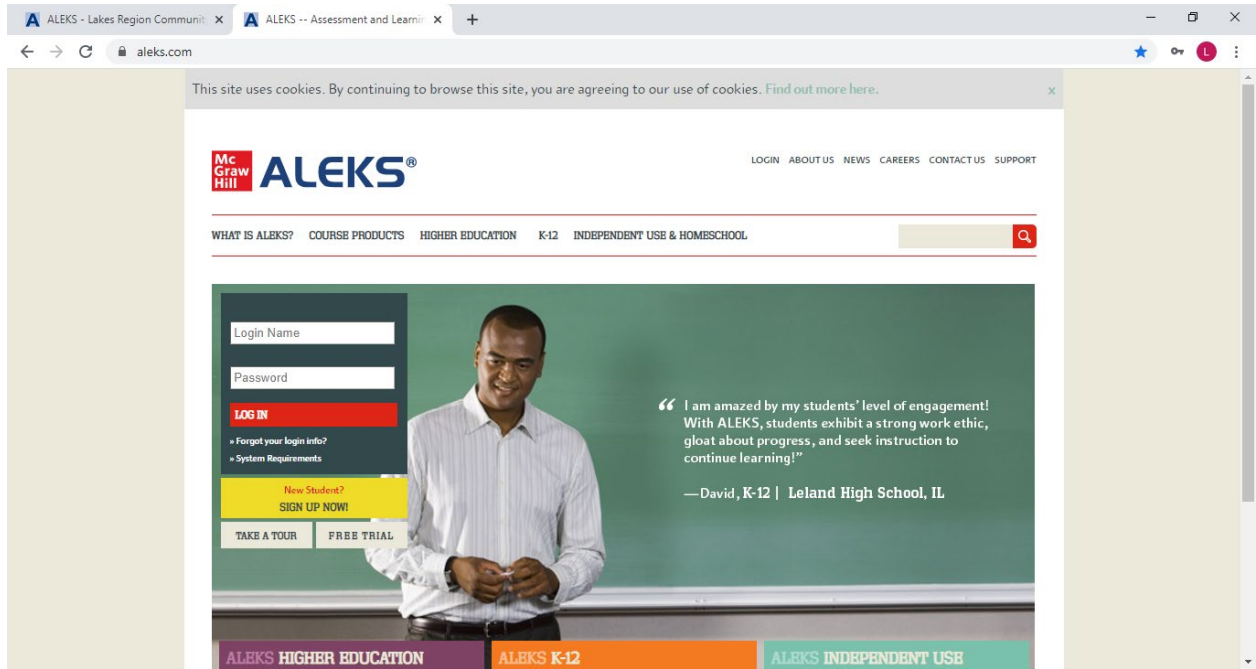 ALEKS - Lakes Region Communit
ALEKS -- Assessment and Learnin
aleks.com
L
This site uses cookies. By continuing to browse this site, you are agreeing to our use of cookies. Find out more here.
x
Mc
Graw
Hill
ALEKS®
LOGIN ABOUT US NEWS CAREERS CONTACT US SUPPORT
WHAT IS ALEKS? COURSE PRODUCTS HIGHER EDUCATION K-12 INDEPENDENT USE & HOMESCHOOL
Login Name
Password
LOG IN
» Forgot your login info?
» System Requirements
New Student?
SIGN UP NOW!
TAKE A TOUR FREE TRIAL
“ I am amazed by my students’ level of engagement!
With ALEKS, students exhibit a strong work ethic,
gloat about progress, and seek instruction to
continue learning!”
—David, K-12 | Leland High School, IL
ALEKS HIGHER EDUCATION
ALEKS K-12
ALEKS INDEPENDENT USE